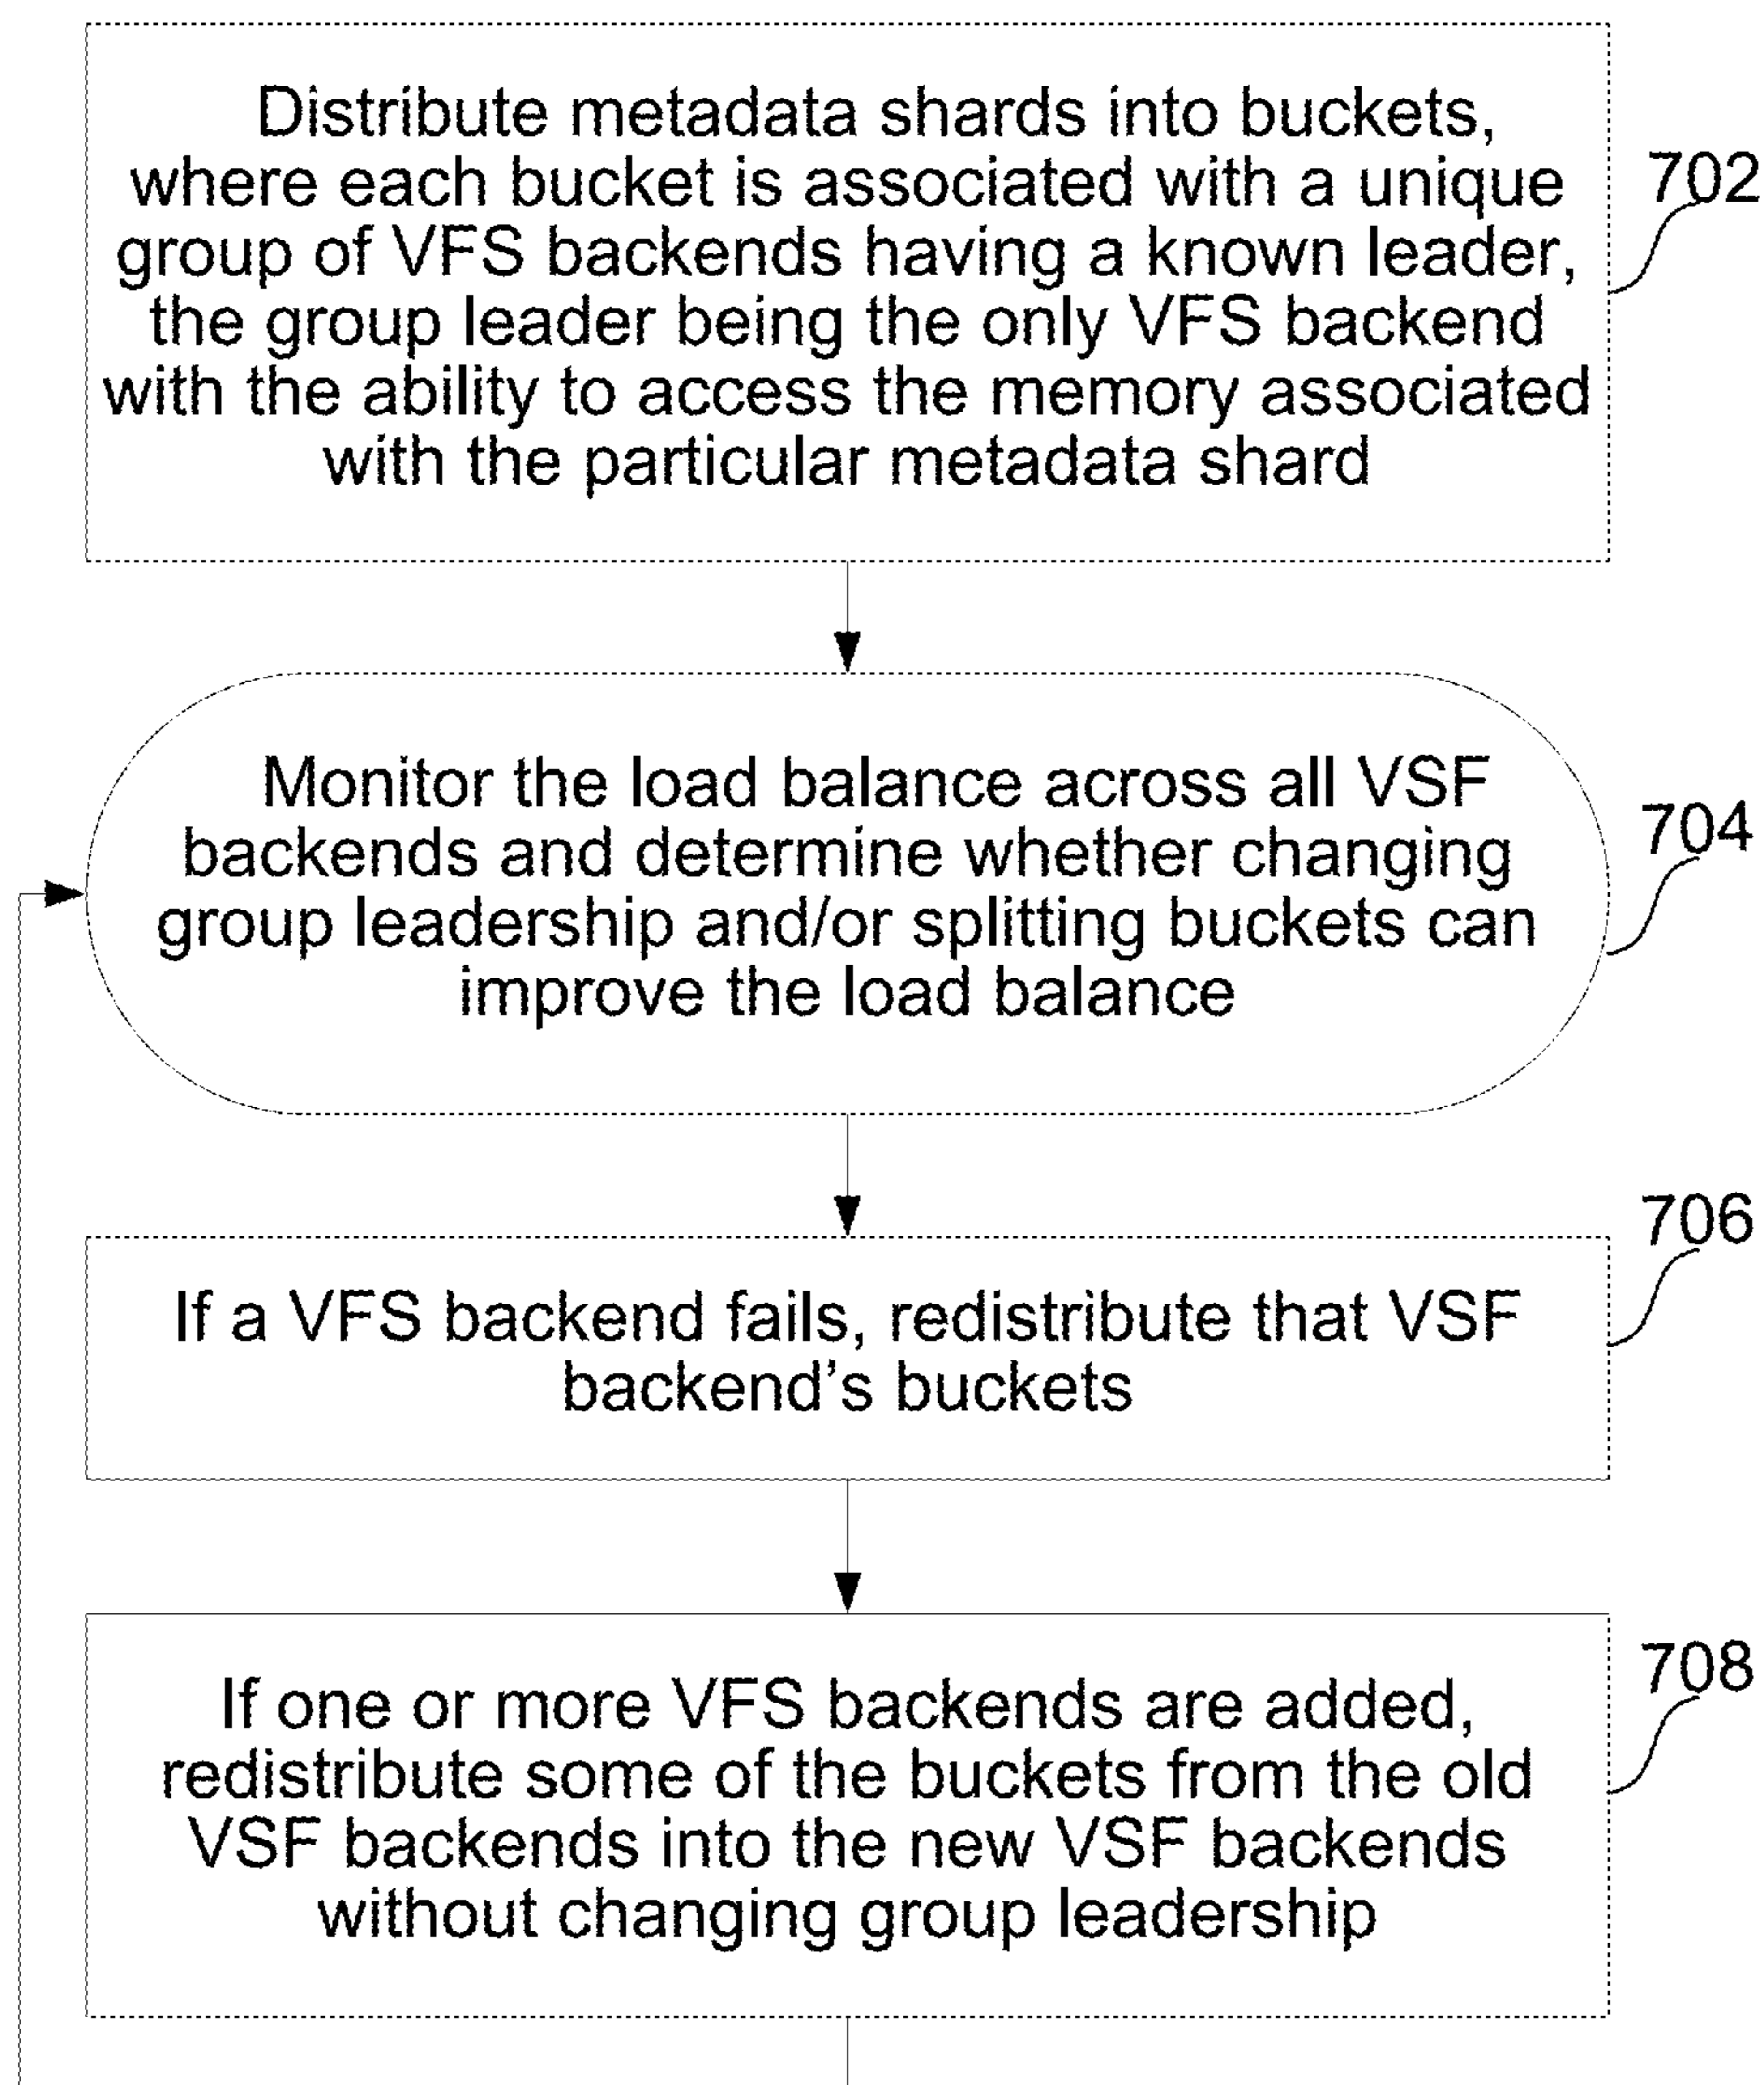 Distribute metadata shards into buckets,
where each bucket is associated with a unique
group of VFS backends having a known leader,
the group leader being the only VFS backend
with the ability to access the memory associated
with the particular metadata shard
702
Monitor the load balance across all VSF
backends and determine whether changing
group leadership and/or splitting buckets can
improve the load balance
704
If a VFS backend fails, redistribute that VSF
backend’s buckets
706
If one or more VFS backends are added,
redistribute some of the buckets from the old
VSF backends into the new VSF backends
without changing group leadership
708